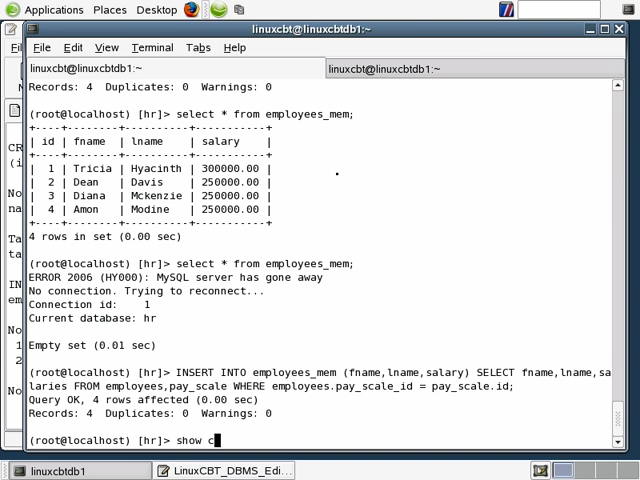 Applications Places Desktop
linuxcbt@linuxcbtdb1:~
File Edit View Terminal Tabs Help
linuxcbt@linuxcbtdb1:~ linuxcbt@linuxcbtdb1:~
Records: 4 Duplicates: 0 Warnings: 0
(root@localhost) [hr]> select * from employees_mem;
+----+--------+----------+-----------+
| id | fname | lname | salary |
+----+--------+----------+-----------+
| 1 | Tricia | Hyacinth | 300000.00 |
| 2 | Dean | Davis | 250000.00 |
| 3 | Diana | Mckenzie | 250000.00 |
| 4 | Amon | Modine | 250000.00 |
+----+--------+----------+-----------+
4 rows in set (0.00 sec)
(root@localhost) [hr]> select * from employees_mem;
ERROR 2006 (HY000): MySQL server has gone away
No connection. Trying to reconnect...
Connection id: 1
Current database: hr
Empty set (0.01 sec)
(root@localhost) [hr]> INSERT INTO employees_mem (fname,lname,salary) SELECT fname,lname,sa
laries FROM employees,pay_scale WHERE employees.pay_scale_id = pay_scale.id;
Query OK, 4 rows affected (0.00 sec)
Records: 4 Duplicates: 0 Warnings: 0
(root@localhost) [hr]> show c
linuxcbtdb1 LinuxCBT_DBMS_Edi...